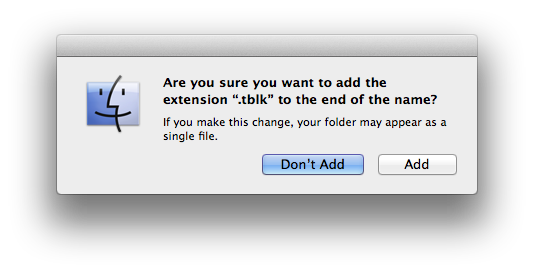 Are you sure you want to add the
extension “.tblk” to the end of the name?
If you make this change, your folder may appear as a
single file.
Don't Add
Add